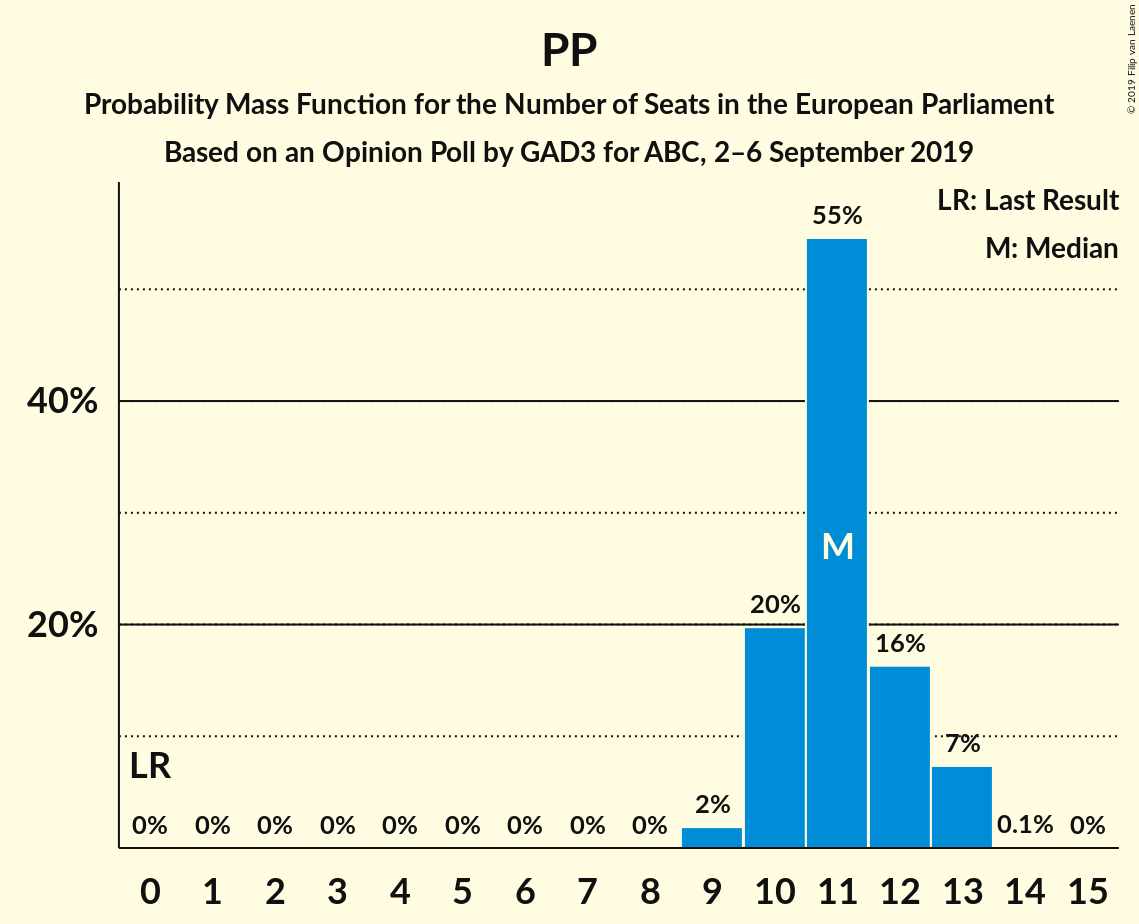 PP
Probability Mass Function for the Number of Seats in the European Parliament
Based on an Opinion Poll by GAD3 for ABC, 2–6 September 2019
© 2019 Filip van Laenen
LR: Last Result
M: Median
55%
40%
M
20%
20%
16%
7%
LR
2%
0% 0% 0% 0% 0% 0% 0% 0% 0% 0.1% 0%
0 1 2 3 4 5 6 7 8 9 10 11 12 13 14 15